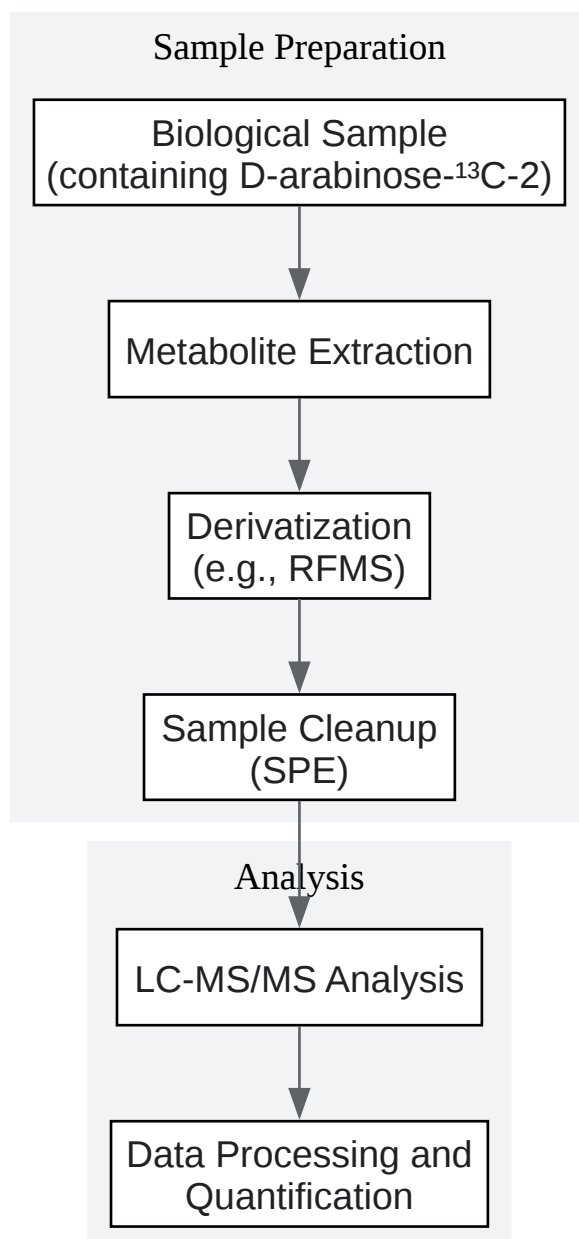 Sample Preparation
Biological Sample
(containing D-arabinose-¹³C-2)
Metabolite Extraction
Derivatization
(e.g., RFMS)
Sample Cleanup
(SPE)
Analysis
LC-MS/MS Analysis
Data Processing and
Quantification